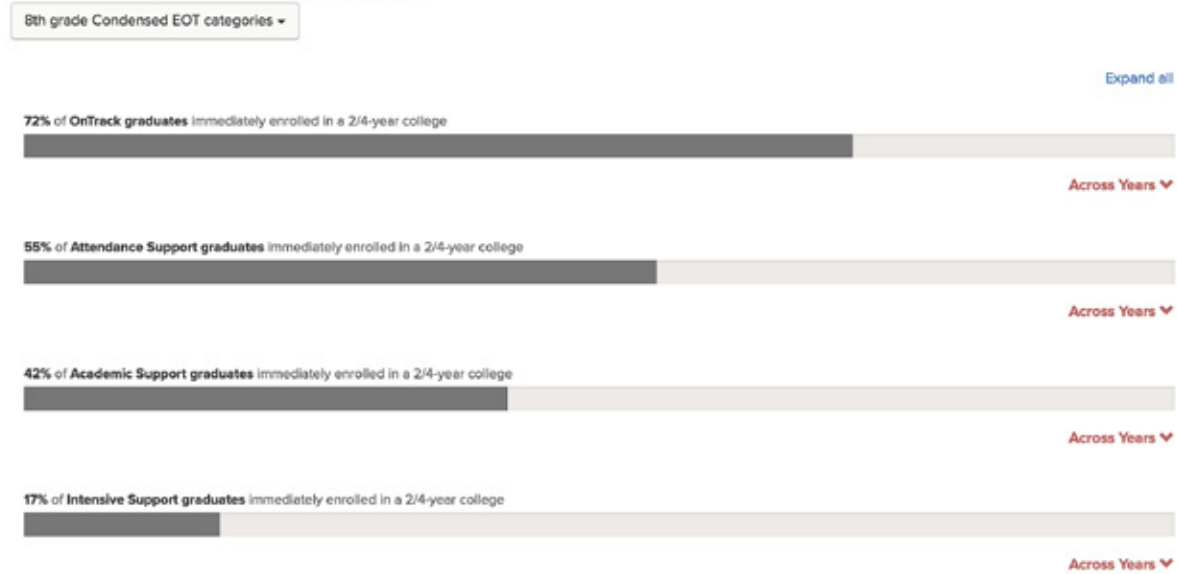 8th grade Condensed EOT categories
Expand all
72% of OnTrack graduates immediately enrolled in a 2/4-year college
Across Years
55% of Attendance Support graduates immediately enrolled in a 2/4-year college
Across Years
42% of Academic Support graduates immediately enrolled in a 2/4-year college
Across Years
17% of Intensive Support graduates immediately enrolled in a 2/4-year college
Across Years